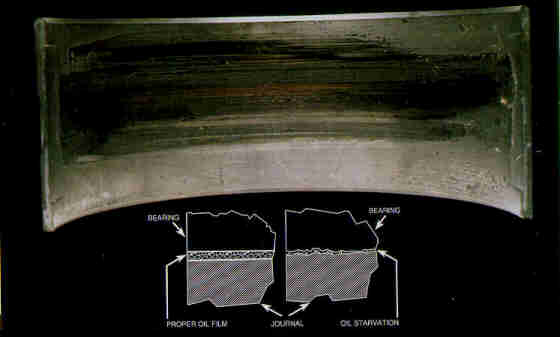 BEARING
BEARING
PROPER OIL FILM
JOURNAL
OIL STARVATION